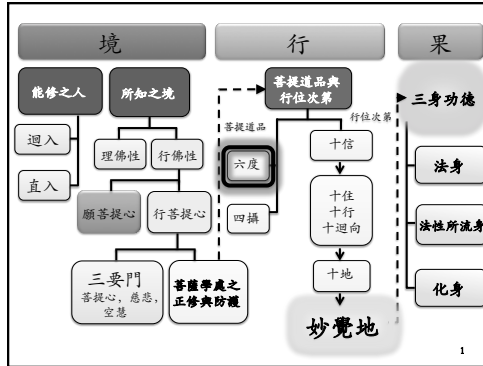 境
行
果
能修之人
所知之境
迴入
直入
理佛性
行佛性
願菩提心
行菩提心
三要門
菩提心，慈悲，
空慧
菩薩學處之
正修與防護
菩提道品與
行位次第
菩提道品
行位次第
六度
四攝
十信
十住
十行
十迴向
十地
妙覺地
三身功德
法身
法性所流身
化身
1